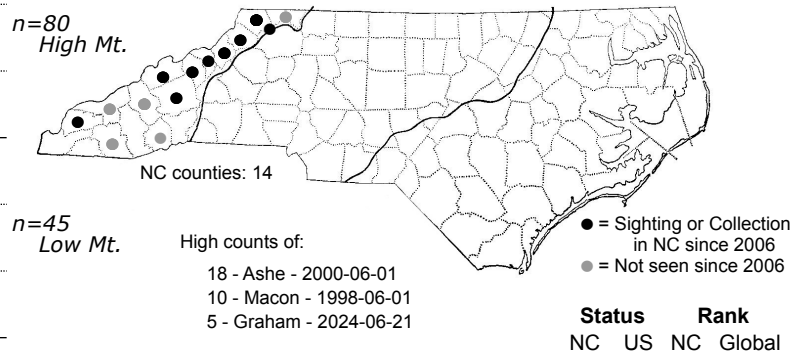 n=80
High Mt.
NC counties: 14
n=45
Low Mt.
High counts of:
18 - Ashe - 2000-06-01
10 - Macon - 1998-06-01
5 - Graham - 2024-06-21
= Sighting or Collection
in NC since 2006
= Not seen since 2006
Status Rank
NC US NC Global